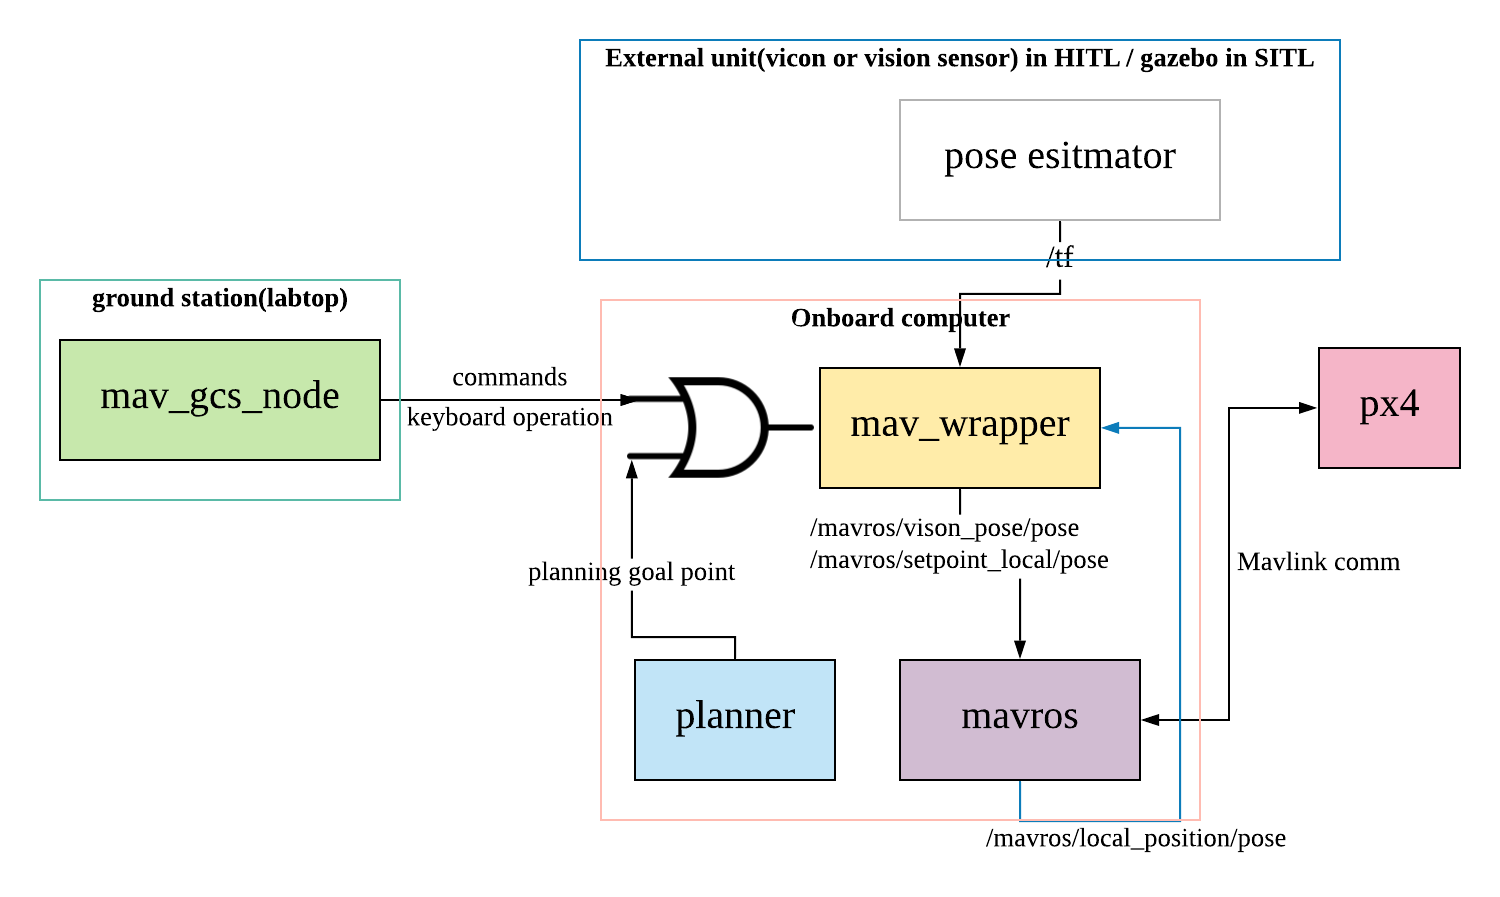 External unit(vicon or vision sensor) in HITL / gazebo in SITL
pose esitmator
/tf
ground station(labtop)
mav_gcs_node
commands
keyboard operation
Onboard computer
mav_wrapper
px4
/mavros/vison_pose/pose
/mavros/setpoint_local/pose
planning goal point
Mavlink comm
planner
mavros
/mavros/local_position/pose